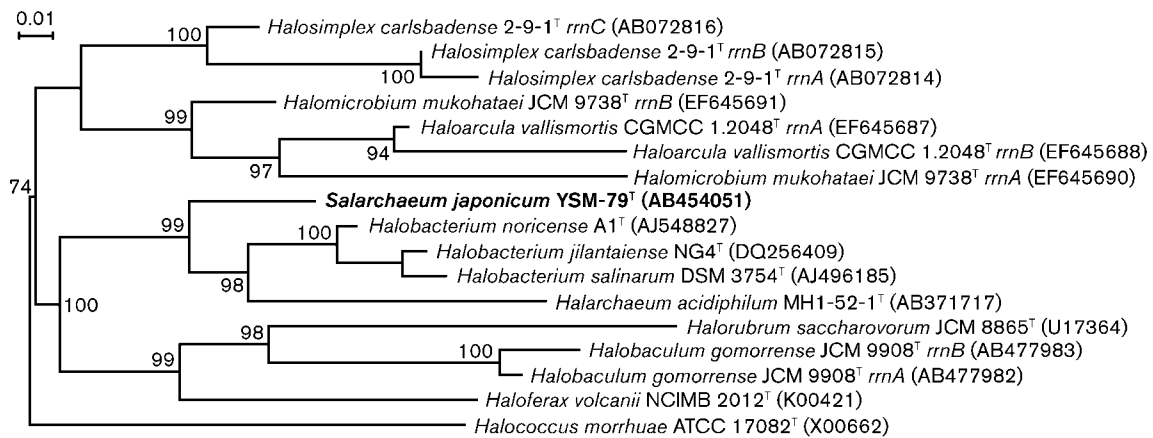 0.01
100
Halosimplex carlsbadense 2-9-1ᵀ rrnC (AB072816)
Halosimplex carlsbadense 2-9-1ᵀ rrnB (AB072815)
100
Halosimplex carlsbadense 2-9-1ᵀ rrnA (AB072814)
Halomicrobium mukohataei JCM 9738ᵀ rrnB (EF645691)
99
Haloarcula vallismortis CGMCC 1.2048ᵀ rrnA (EF645687)
94
Haloarcula vallismortis CGMCC 1.2048ᵀ rrnB (EF645688)
97
Halomicrobium mukohataei JCM 9738ᵀ rrnA (EF645690)
74
Salarchaeum japonicum YSM-79ᵀ (AB454051)
99
100
Halobacterium noricense A1ᵀ (AJ548827)
Halobacterium jilantaiense NG4ᵀ (DQ256409)
Halobacterium salinarum DSM 3754ᵀ (AJ496185)
98
Halarchaeum acidiphilum MH1-52-1ᵀ (AB371717)
100
Halorubrum saccharovorum JCM 8865ᵀ (U17364)
98
Halobaculum gomorrense JCM 9908ᵀ rrnB (AB477983)
99
100
Halobaculum gomorrense JCM 9908ᵀ rrnA (AB477982)
Haloferax volcanii NCIMB 2012ᵀ (K00421)
Halococcus morrhuae ATCC 17082ᵀ (X00662)